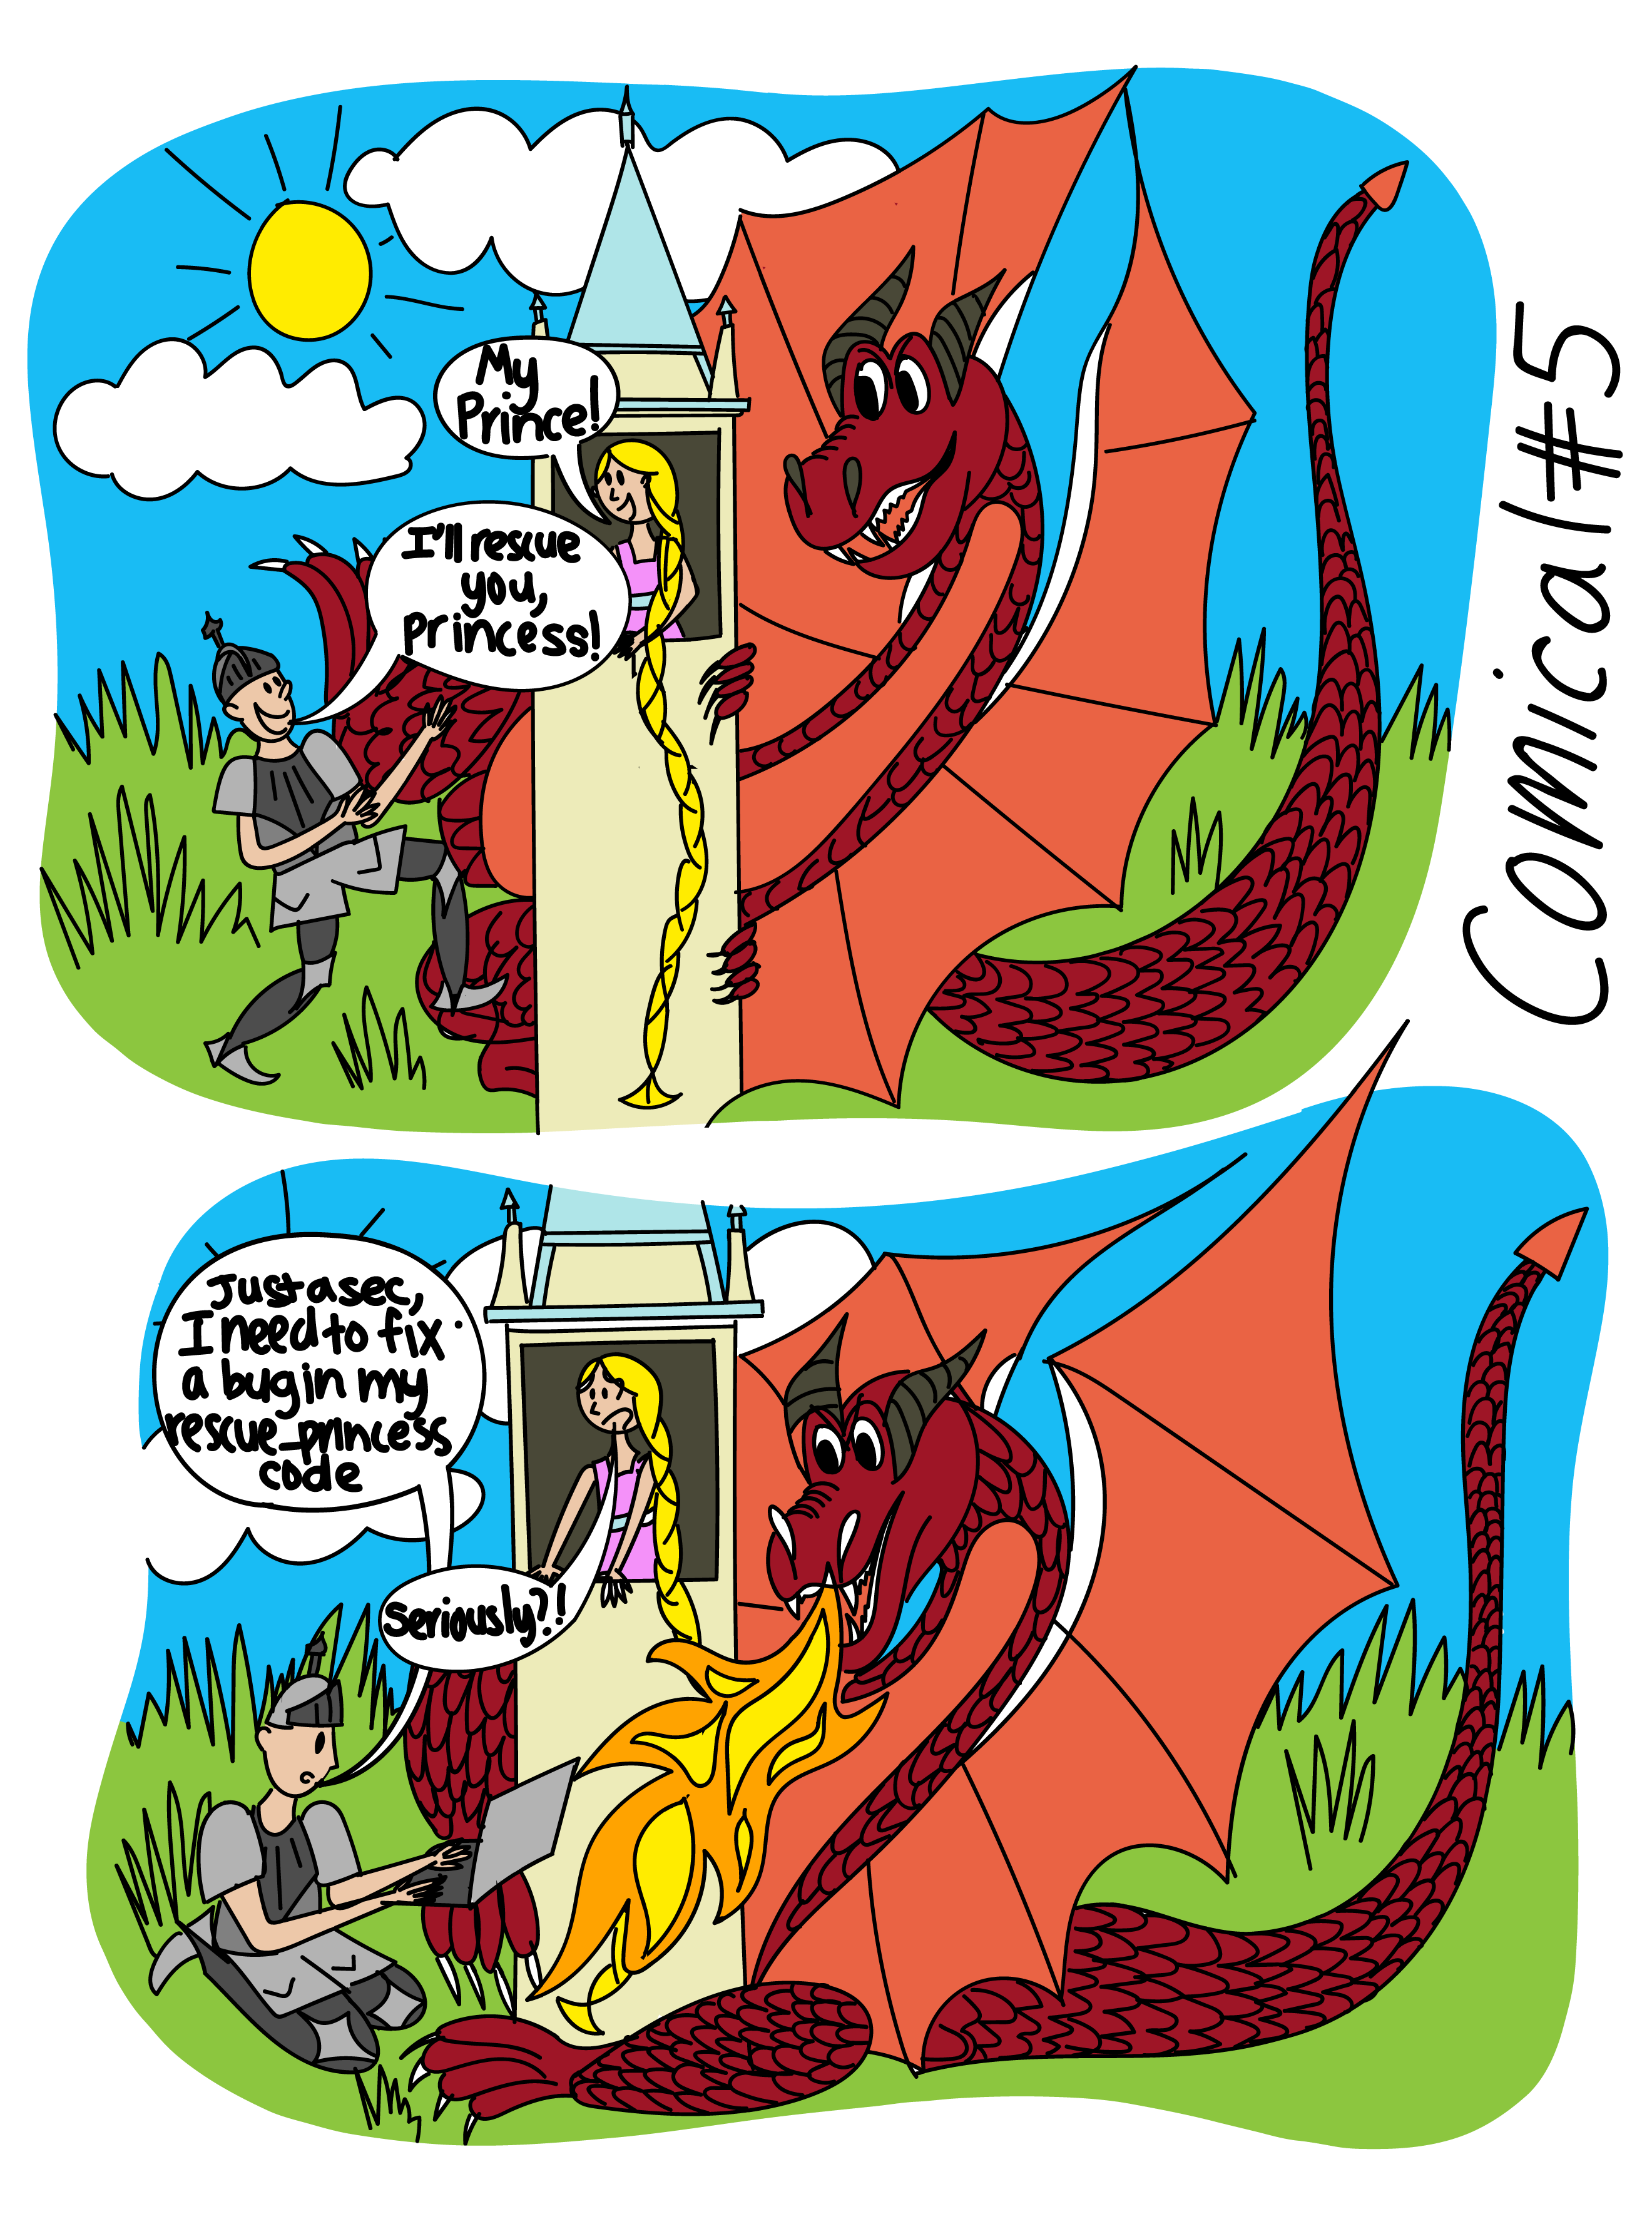 My
Prince!
I'll rescue
you,
Princess!
Comical #5
Just a sec,
I need to fix
a bug in my
rescue_princess
code
Seriously?!